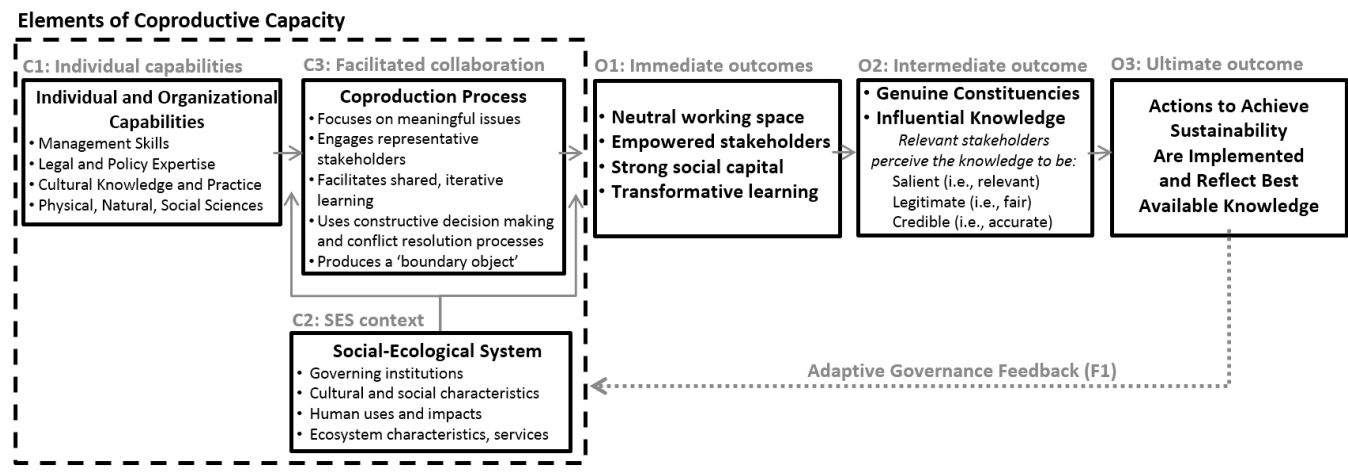 Elements of Coproductive Capacity
C1: Individual capabilities
Individual and Organizational
Capabilities
• Management Skills
• Legal and Policy Expertise
• Cultural Knowledge and Practice
• Physical, Natural, Social Sciences
C3: Facilitated collaboration
Coproduction Process
• Focuses on meaningful issues
• Engages representative
stakeholders
• Facilitates shared, iterative
learning
• Uses constructive decision making
and conflict resolution processes
• Produces a ‘boundary object’
C2: SES context
Social-Ecological System
• Governing institutions
• Cultural and social characteristics
• Human uses and impacts
• Ecosystem characteristics, services
O1: Immediate outcomes
• Neutral working space
• Empowered stakeholders
• Strong social capital
• Transformative learning
O2: Intermediate outcome
• Genuine Constituencies
• Influential Knowledge
Relevant stakeholders
perceive the knowledge to be:
Salient (i.e., relevant)
Legitimate (i.e., fair)
Credible (i.e., accurate)
O3: Ultimate outcome
Actions to Achieve
Sustainability
Are Implemented
and Reflect Best
Available Knowledge
Adaptive Governance Feedback (F1)